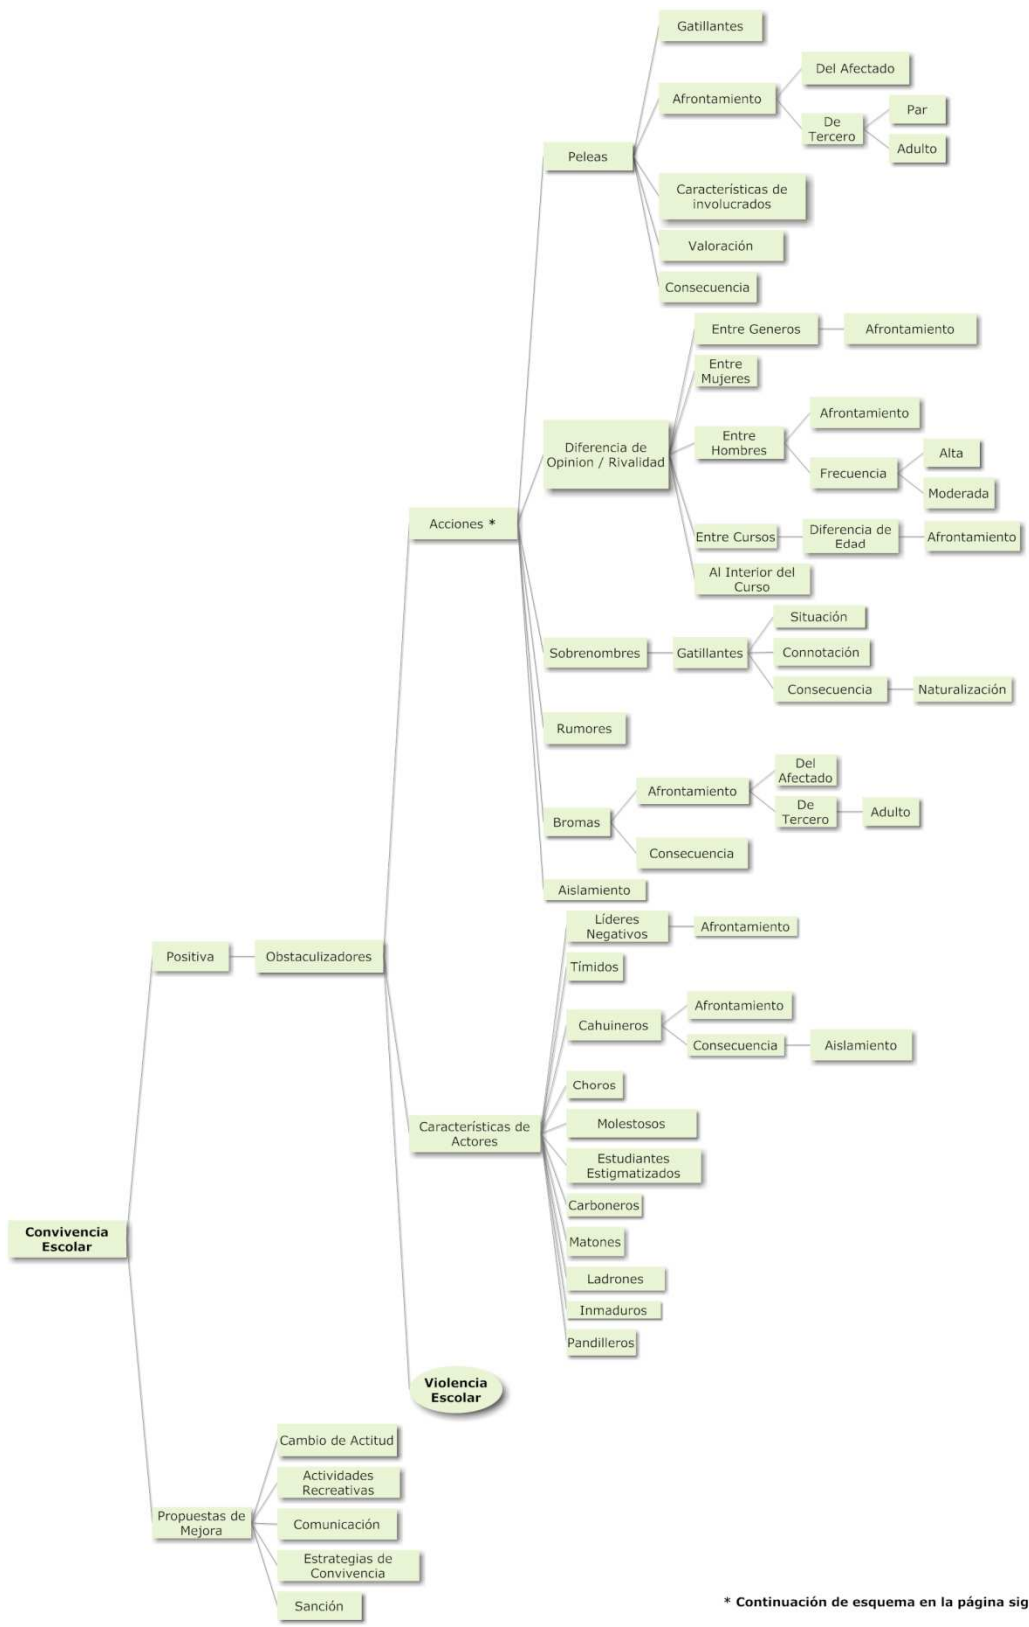 Gatillantes
Del Afectado
Afrontamiento
De
Tercero
Par
Adulto
Peleas
Características de
involucrados
Valoración
Consecuencia
Entre Generos
Afrontamiento
Entre
Mujeres
Diferencia de
Opinion / Rivalidad
Entre
Hombres
Afrontamiento
Frecuencia
Alta
Moderada
Acciones *
Entre Cursos
Diferencia de
Edad
Afrontamiento
Al Interior del
Curso
Sobrenombres
Gatillantes
Situación
Connotación
Consecuencia
Naturalización
Rumores
Bromas
Afrontamiento
Del
Afectado
De
Tercero
Adulto
Consecuencia
Aislamiento
Positiva
Obstaculizadores
Líderes
Negativos
Afrontamiento
Tímidos
Cahuineros
Afrontamiento
Consecuencia
Aislamiento
Choros
Características de
Actores
Molestosos
Estudiantes
Estigmatizados
Carboneros
Matones
Ladrones
Inmaduros
Pandilleros
Convivencia
Escolar
Violencia
Escolar
Cambio de Actitud
Actividades
Recreativas
Propuestas de
Mejora
Comunicación
Estrategias de
Convivencia
Sanción
* Continuación de esquema en la página sig